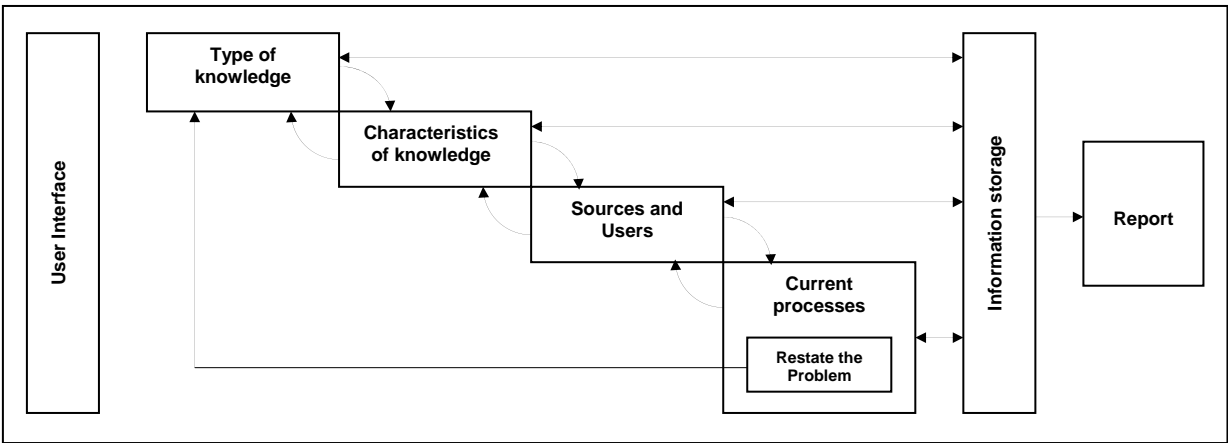 User Interface
Type of
knowledge
Characteristics
of knowledge
Sources and
Users
Current
processes
Restate the
Problem
Information storage
Report